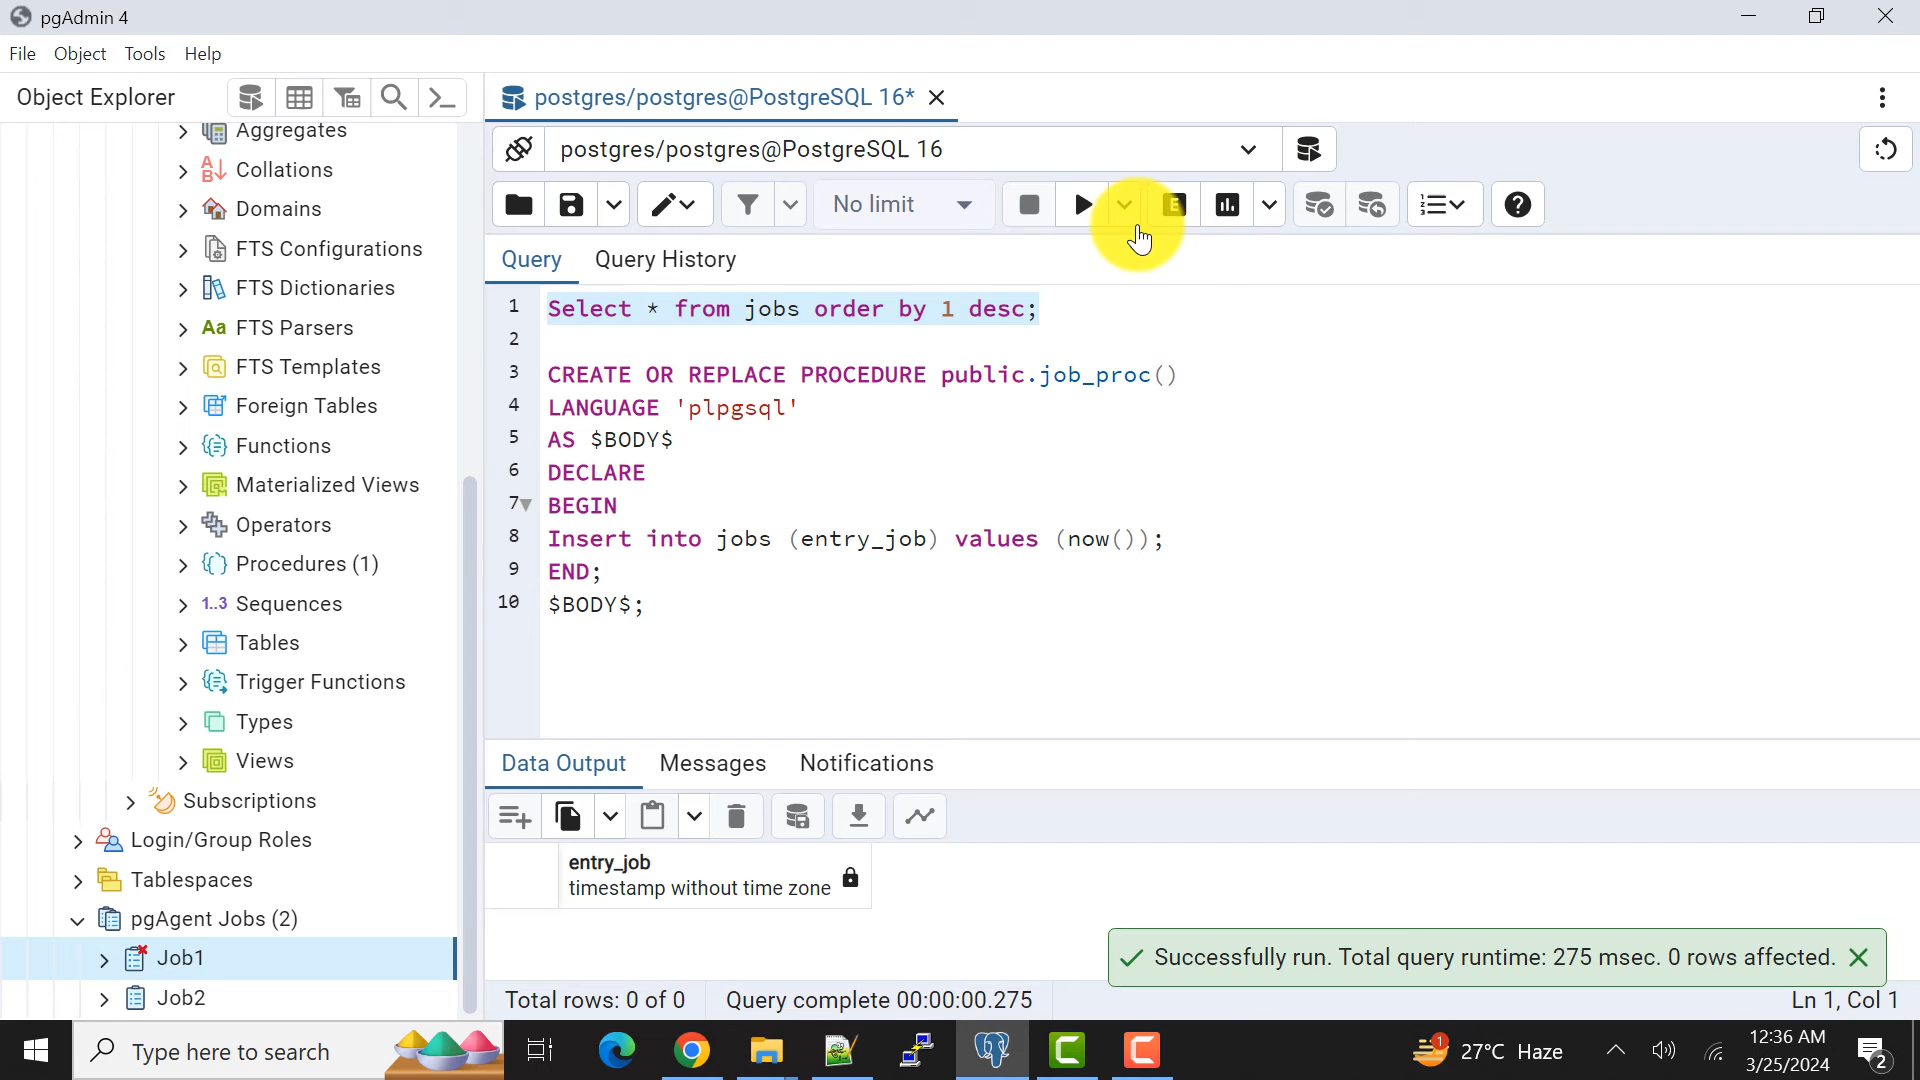 pgAdmin 4
File Object Tools Help
Object Explorer
postgres/postgres@PostgreSQL 16*
postgres/postgres@PostgreSQL 16
No limit
E
Query Query History
1 Select * from jobs order by 1 desc;
2
3 CREATE OR REPLACE PROCEDURE public.job_proc()
4 LANGUAGE 'plpgsql'
5 AS $BODY$
6 DECLARE
7 BEGIN
8 Insert into jobs (entry_job) values (now());
9 END;
10 $BODY$;
Aggregates
Collations
Domains
FTS Configurations
FTS Dictionaries
Aa FTS Parsers
FTS Templates
Foreign Tables
Functions
Materialized Views
Operators
Procedures (1)
1..3 Sequences
Tables
Trigger Functions
Types
Views
Subscriptions
Login/Group Roles
Tablespaces
pgAgent Jobs (2)
Job1
Job2
Data Output Messages Notifications
entry_job
timestamp without time zone
Successfully run. Total query runtime: 275 msec. 0 rows affected.
Total rows: 0 of 0 Query complete 00:00:00.275 Ln 1, Col 1
Type here to search
1
27°C Haze
12:36 AM
3/25/2024
2